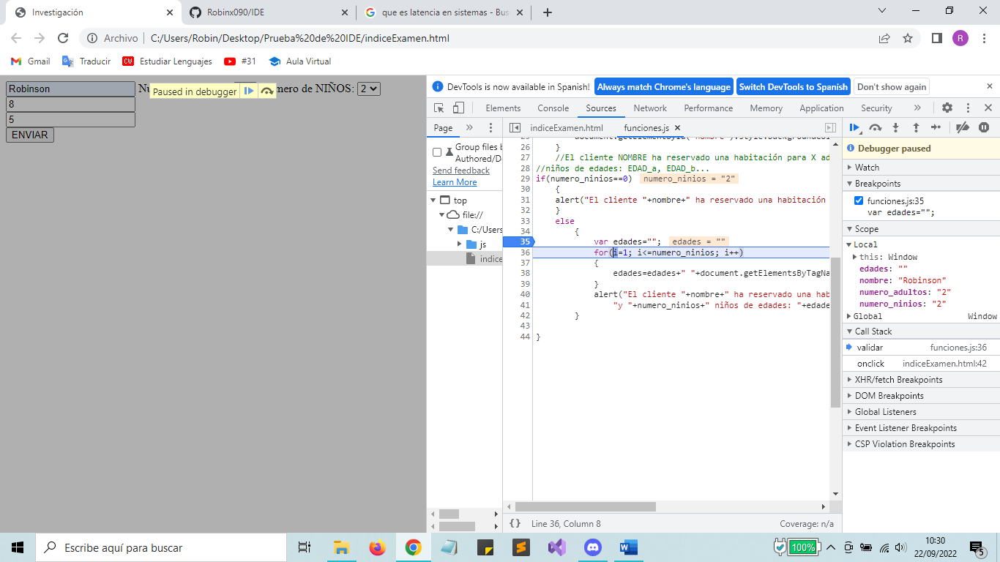 Investigación
Robinx090/IDE
que es latencia en sistemas - Bus
Archivo
C:/Users/Robin/Desktop/Prueba%20de%20IDE/indiceExamen.html
R
Gmail
Traducir
CW
Estudiar Lenguajes
#31
Aula Virtual
Robinson
Nu
Paused in debugger
mero de NIÑOS:
2
8
5
ENVIAR
DevTools is now available in Spanish!
Always match Chrome's language
Switch DevTools to Spanish
Don't show again
Elements
Console
Sources
Network
Performance
Memory
Application
Security
Page
Group files b
Authored/D
Send feedback
Learn More
top
file://
C:/Users
js
indice
indiceExamen.html
funciones.js
25 document.getElementById("nombre").style.backgroundCol
26 }
27 //El cliente NOMBRE ha reservado una habitación para X ad
28 //niños de edades: EDAD_a, EDAD_b...
29 if(numero_ninios==0) numero_ninios = "2"
30 {
31 alert("El cliente "+nombre+" ha reservado una habitación
32 }
33 else
34 {
35 var edades=""; edades = ""
36 for(i=1; i<=numero_ninios; i++)
37 {
38 edades=edades+" "+document.getElementsByTagNa
39 }
40 alert("El cliente "+nombre+" ha reservado una hab
41 "y "+numero_ninios+" niños de edades: "+edade
42 }
43
44 }
{} Line 36, Column 8
Coverage: n/a
Debugger paused
Watch
Breakpoints
funciones.js:35
var edades="";
Scope
Local
this: Window
edades: ""
nombre: "Robinson"
numero_adultos: "2"
numero_ninios: "2"
Global Window
Call Stack
validar funciones.js:36
onclick indiceExamen.html:42
XHR/fetch Breakpoints
DOM Breakpoints
Global Listeners
Event Listener Breakpoints
CSP Violation Breakpoints
Escribe aquí para buscar
100%
10:30
22/09/2022
5